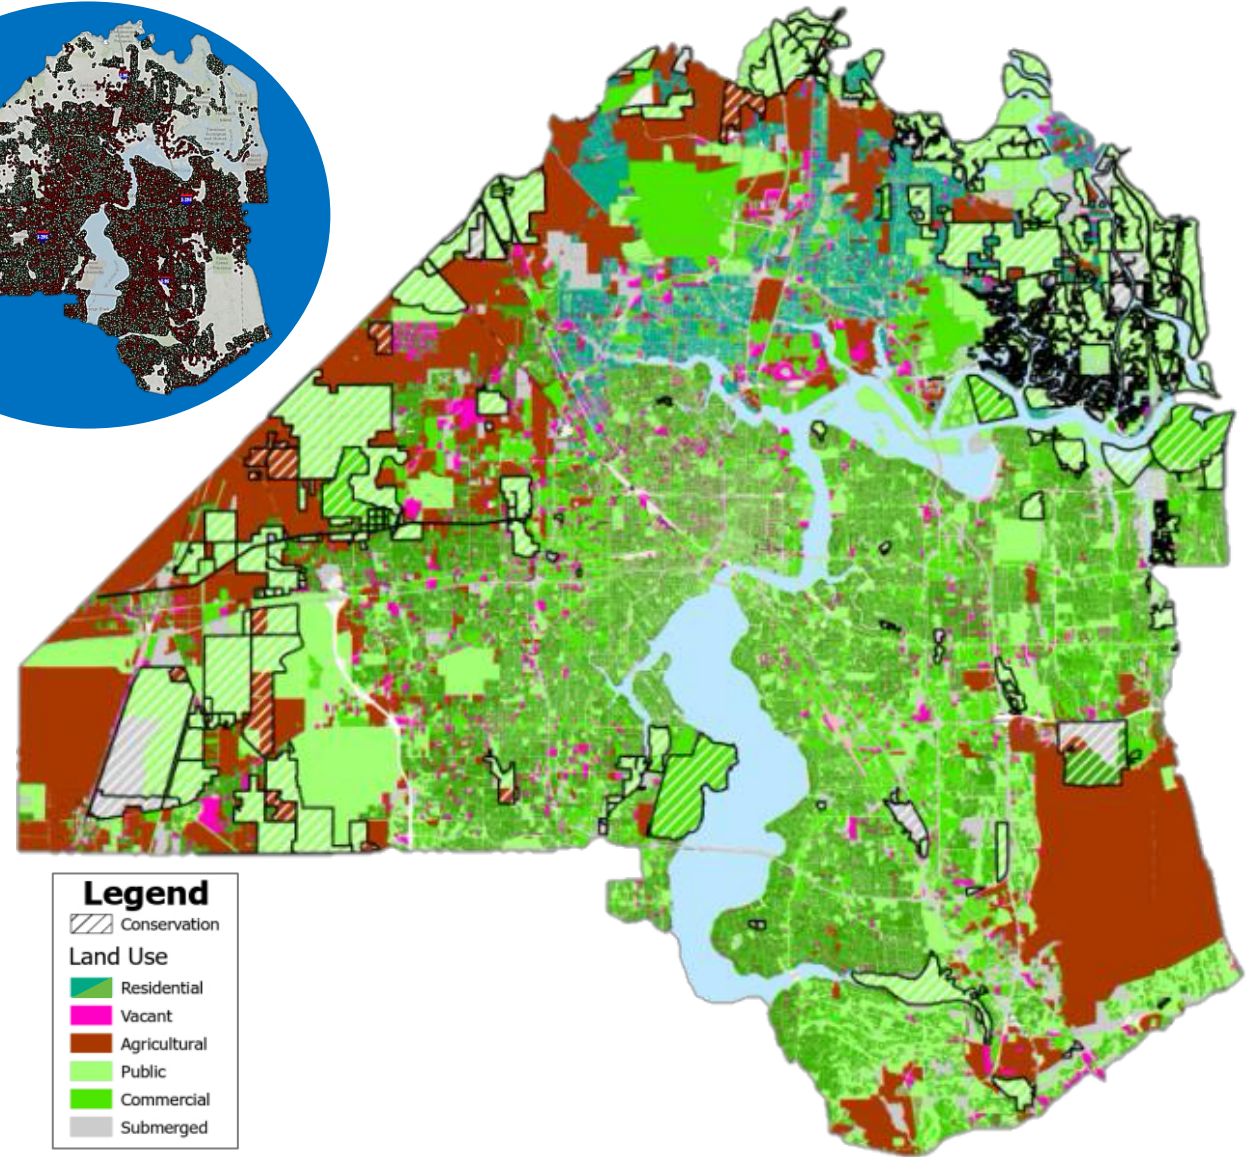 Legend
Conservation
Land Use
Residential
Vacant
Agricultural
Public
Commercial
Submerged